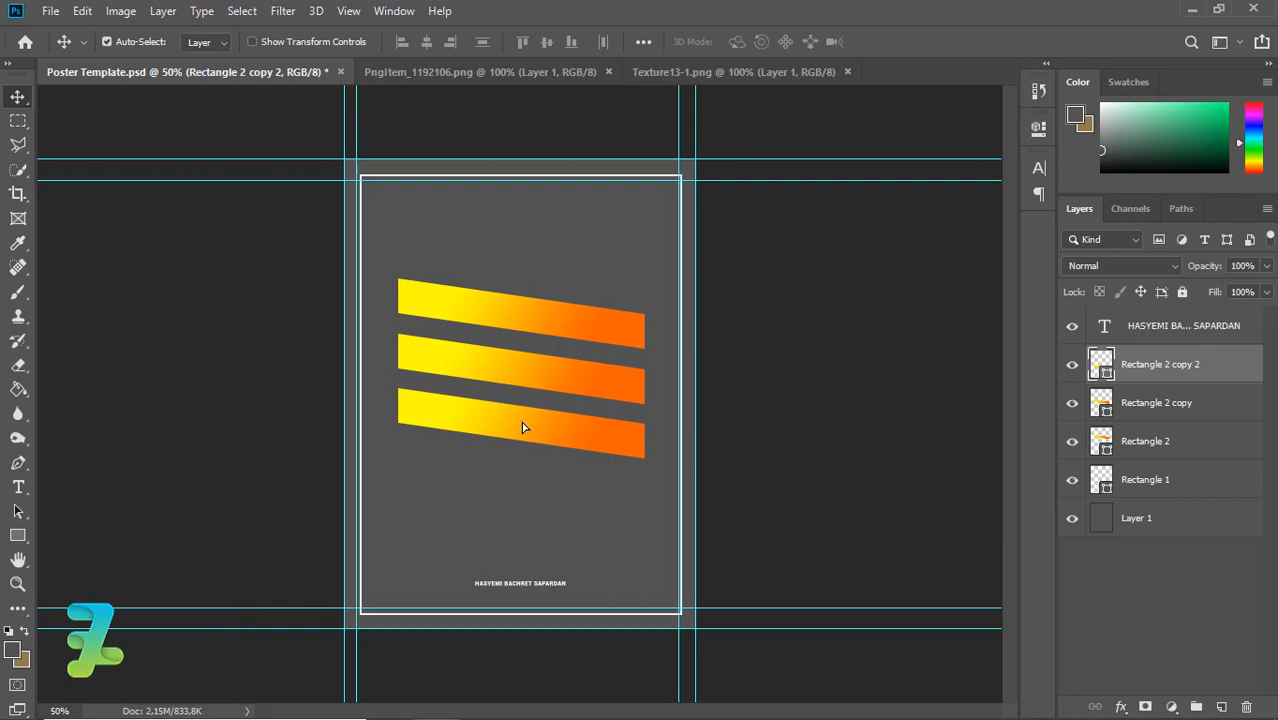 Ps File Edit Image Layer Type Select Filter 3D View Window Help
Auto-Select: Layer Show Transform Controls 3D Mode:
Poster Template.psd @ 50% (Rectangle 2 copy 2, RGB/8) * PngItem_1192106.png @ 100% (Layer 1, RGB/8) Texture13-1.png @ 100% (Layer 1, RGB/8)
Color Swatches
Layers Channels Paths
Kind
Normal Opacity: 100%
Lock: Fill: 100%
HASYEMI BA... SAPARDAN
Rectangle 2 copy 2
Rectangle 2 copy
Rectangle 2
Rectangle 1
Layer 1
HASYEMI BACHRET SAPARDAN
50% Doc: 2,15M/833,8K